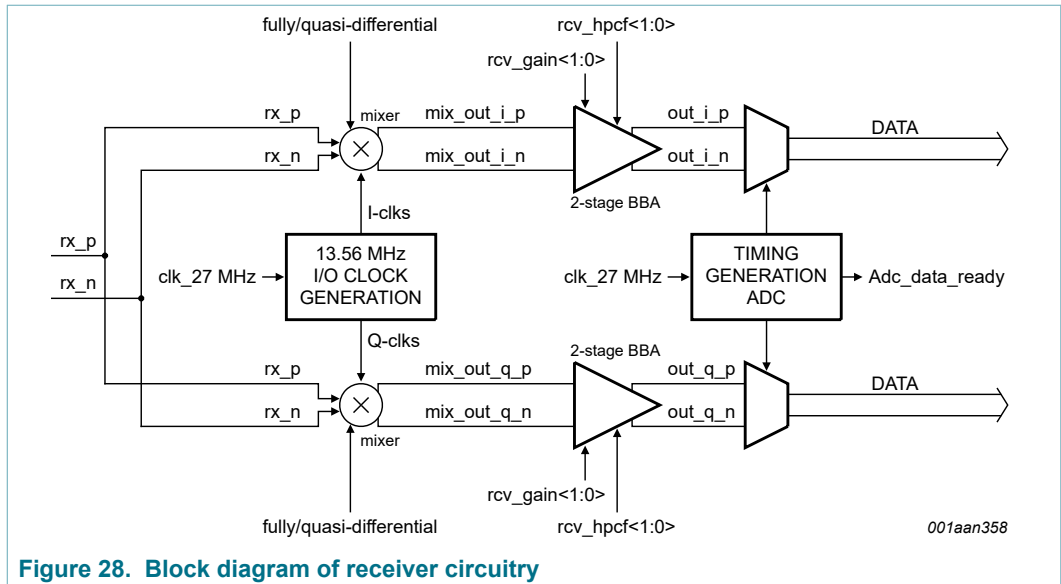 fully/quasi-differential
rcv_hpcf<1:0>
rcv_gain<1:0>
rx_p
mixer
mix_out_i_p
out_i_p
DATA
rx_n
mix_out_i_n
out_i_n
2-stage BBA
I-clks
rx_p
rx_n
clk_27 MHz
13.56 MHz
I/O CLOCK
GENERATION
clk_27 MHz
TIMING
GENERATION
ADC
Adc_data_ready
Q-clks
2-stage BBA
rx_p
mix_out_q_p
out_q_p
DATA
rx_n
mix_out_q_n
out_q_n
mixer
rcv_gain<1:0>
fully/quasi-differential
rcv_hpcf<1:0>
001aan358
Figure 28. Block diagram of receiver circuitry